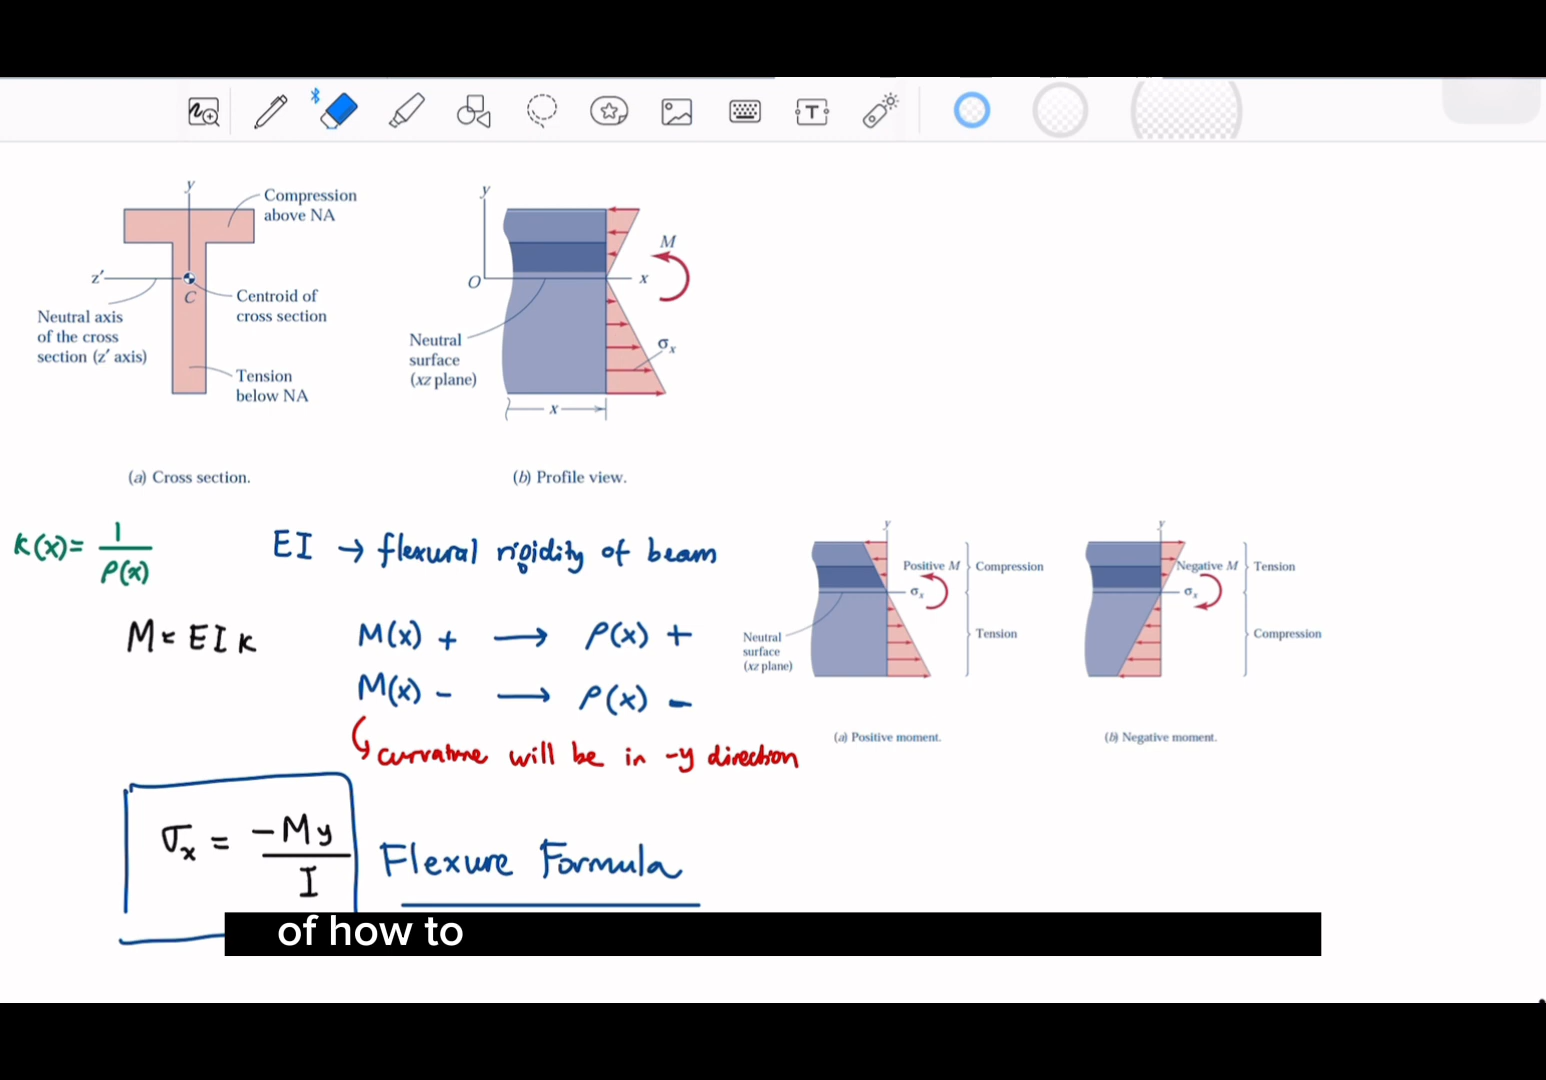 y
Compression
above NA
z′
C
Centroid of
cross section
Neutral axis
of the cross
section (z′ axis)
Tension
below NA
(a) Cross section.
y
M
O
x
Neutral
surface
(xz plane)
σx
x
(b) Profile view.
κ(x) = 1/ρ(x)
EI → flexural rigidity of beam
M = EIκ
M(x) + → ρ(x) +
M(x) - → ρ(x) -
curvature will be in -y direction
y
Positive M
Compression
σx
Neutral
surface
(xz plane)
Tension
(a) Positive moment.
y
Negative M
Tension
σx
Compression
(b) Negative moment.
σx = -My/I
Flexure Formula
of how to
T